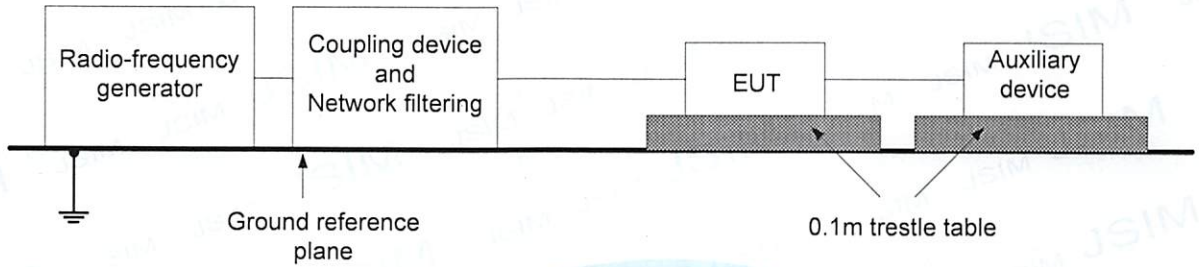 Radio-frequency
generator
Coupling device
and
Network filtering
EUT
Auxiliary
device
Ground reference
plane
0.1m trestle table